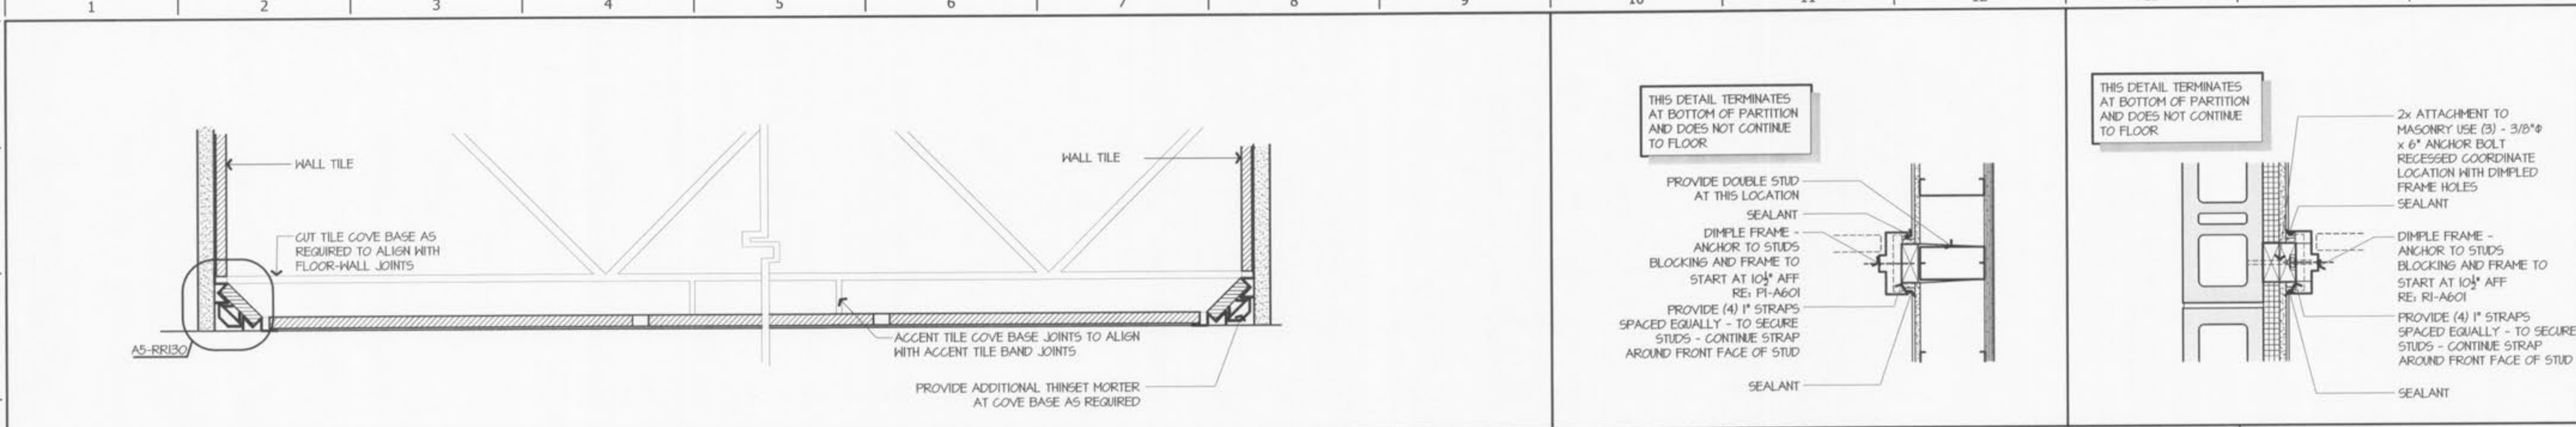 1 2 3 4 5 6 7 8 9
WALL TILE
WALL TILE
CUT TILE COVE BASE AS
REQUIRED TO ALIGN WITH
FLOOR-WALL JOINTS
A5-RR130
ACCENT TILE COVE BASE JOINTS TO ALIGN
WITH ACCENT TILE BAND JOINTS
PROVIDE ADDITIONAL THINSET MORTER
AT COVE BASE AS REQUIRED
THIS DETAIL TERMINATES
AT BOTTOM OF PARTITION
AND DOES NOT CONTINUE
TO FLOOR
PROVIDE DOUBLE STUD
AT THIS LOCATION
SEALANT
DIMPLE FRAME -
ANCHOR TO STUDS
BLOCKING AND FRAME TO
START AT 10½" AFF
RE: P1-A601
PROVIDE (4) 1" STRAPS
SPACED EQUALLY - TO SECURE
STUDS - CONTINUE STRAP
AROUND FRONT FACE OF STUD
SEALANT
THIS DETAIL TERMINATES
AT BOTTOM OF PARTITION
AND DOES NOT CONTINUE
TO FLOOR
2x ATTACHMENT TO
MASONRY USE (3) - 3/8"Φ
x 6" ANCHOR BOLT
RECESSED COORDINATE
LOCATION WITH DIMPLED
FRAME HOLES
SEALANT
DIMPLE FRAME -
ANCHOR TO STUDS
BLOCKING AND FRAME TO
START AT 10½" AFF
RE: R1-A601
PROVIDE (4) 1" STRAPS
SPACED EQUALLY - TO SECURE
STUDS - CONTINUE STRAP
AROUND FRONT FACE OF STUD
SEALANT